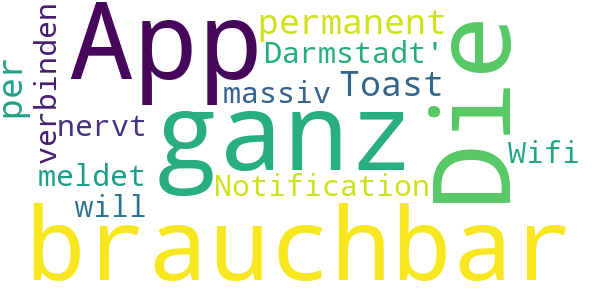 App
permanent
Darmstadt'
Die
per
verbinden
massiv
Toast
nervt
ganz
Wifi
meldet
Notification
will
brauchbar